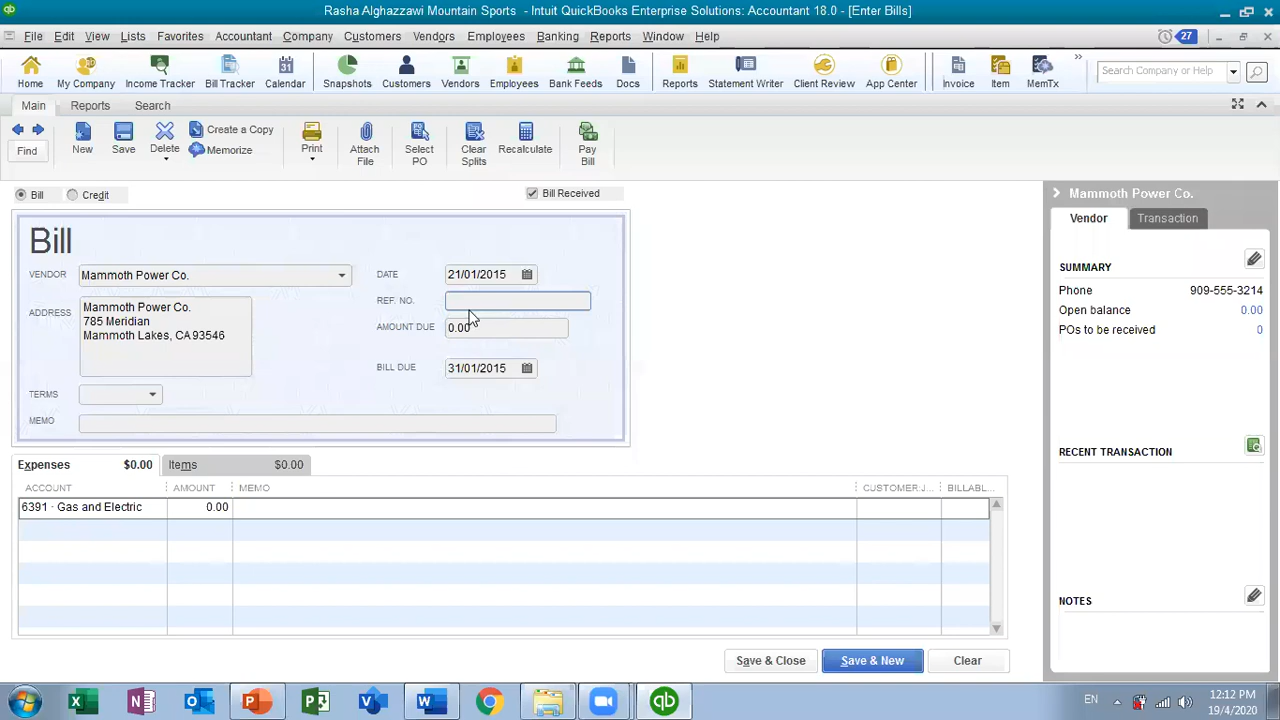 Rasha Alghazzawi Mountain Sports - Intuit QuickBooks Enterprise Solutions: Accountant 18.0 - [Enter Bills]
File Edit View Lists Favorites Accountant Company Customers Vendors Employees Banking Reports Window Help 27
Home My Company Income Tracker Bill Tracker Calendar Snapshots Customers Vendors Employees Bank Feeds Docs Reports Statement Writer Client Review App Center Invoice Item MemTx » Search Company or Help
Main Reports Search
Find New Save Delete Create a Copy Memorize Print Attach File Select PO Clear Splits Recalculate Pay Bill
Bill Credit Bill Received
Bill
VENDOR Mammoth Power Co. DATE 21/01/2015
ADDRESS Mammoth Power Co. REF. NO.
785 Meridian AMOUNT DUE 0.00
Mammoth Lakes, CA 93546
BILL DUE 31/01/2015
TERMS
MEMO
Expenses $0.00 Items $0.00
ACCOUNT AMOUNT MEMO CUSTOMER:J... BILLABL...
6391 · Gas and Electric 0.00
Save & Close Save & New Clear
Mammoth Power Co.
Vendor Transaction
SUMMARY
Phone 909-555-3214
Open balance 0.00
POs to be received 0
RECENT TRANSACTION
NOTES
EN 12:12 PM
19/4/2020